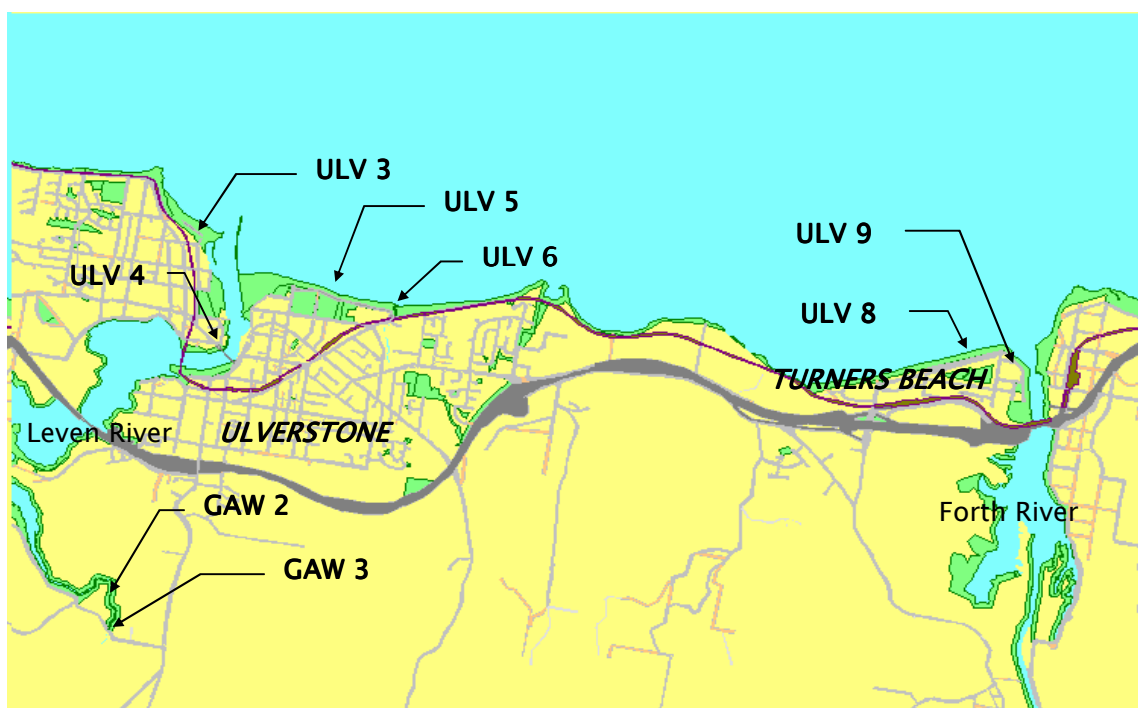 ULV 3
ULV 5
ULV 9
ULV 6
ULV 4
ULV 8
TURNERS BEACH
Leven River
ULVERSTONE
GAW 2
Forth River
GAW 3